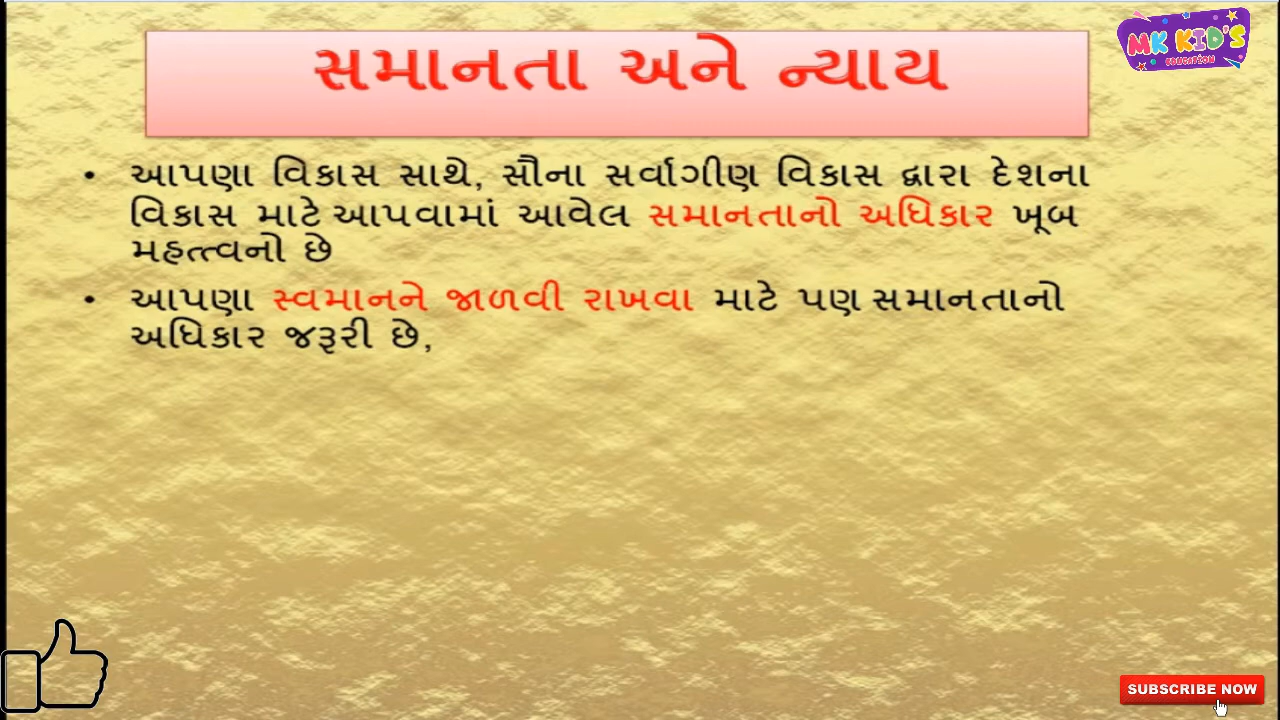 MK KID'S
EDUCATION
સમાનતા અને ન્યાય
• આપણા વિકાસ સાથે, સૌના સર્વાગીણ વિકાસ દ્વારા દેશના
વિકાસ માટે આપવામાં આવેલ સમાનતાનો અધિકાર ખૂબ
મહત્ત્વનો છે
• આપણા સ્વમાનને જાળવી રાખવા માટે પણ સમાનતાનો
અધિકાર જરૂરી છે,
SUBSCRIBE NOW